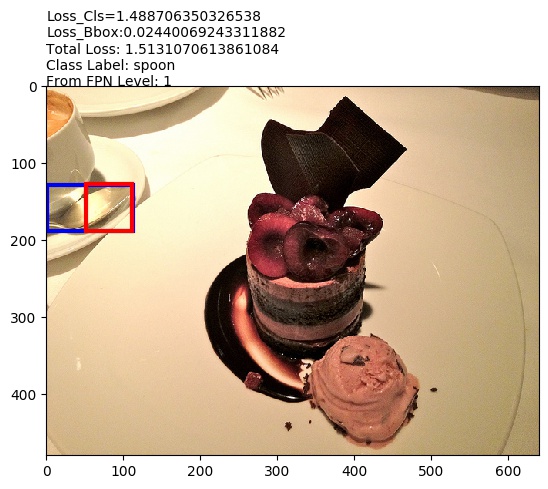 Loss_Cls=1.488706350326538
Loss_Bbox:0.02440069243311882
Total Loss: 1.5131070613861084
Class Label: spoon
From FPN Level: 1
0
100
200
300
400
0 100 200 300 400 500 600